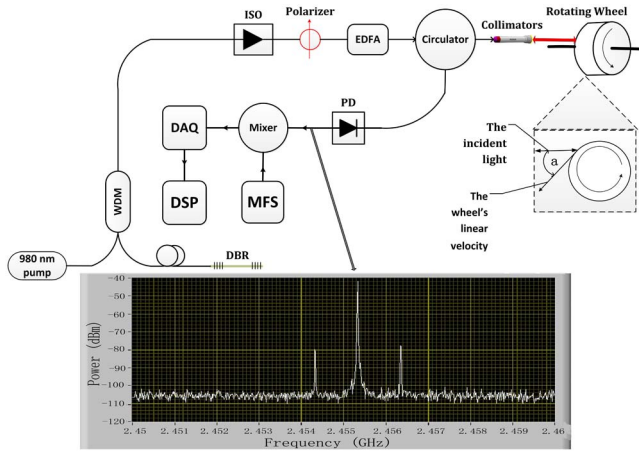 ISO
Polarizer
EDFA
Circulator
Collimators
Rotating Wheel
DAQ
Mixer
PD
DSP
MFS
WDM
980 nm
pump
DBR
The
incident
light
a
The
wheel's
linear
velocity
Power (dBm)
-40
-50
-60
-70
-80
-90
-100
-110
-120
2.45 2.451 2.452 2.453 2.454 2.455 2.456 2.457 2.458 2.459 2.46
Frequency (GHz)